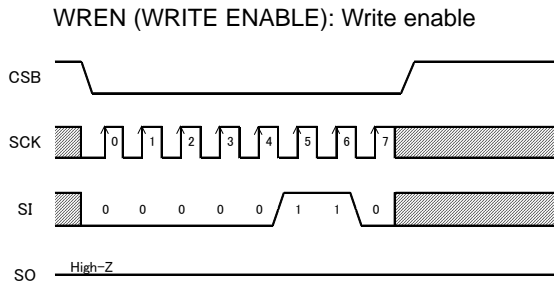 WREN (WRITE ENABLE): Write enable
CSB
SCK 0 1 2 3 4 5 6 7
SI 0 0 0 0 0 1 1 0
SO High-Z